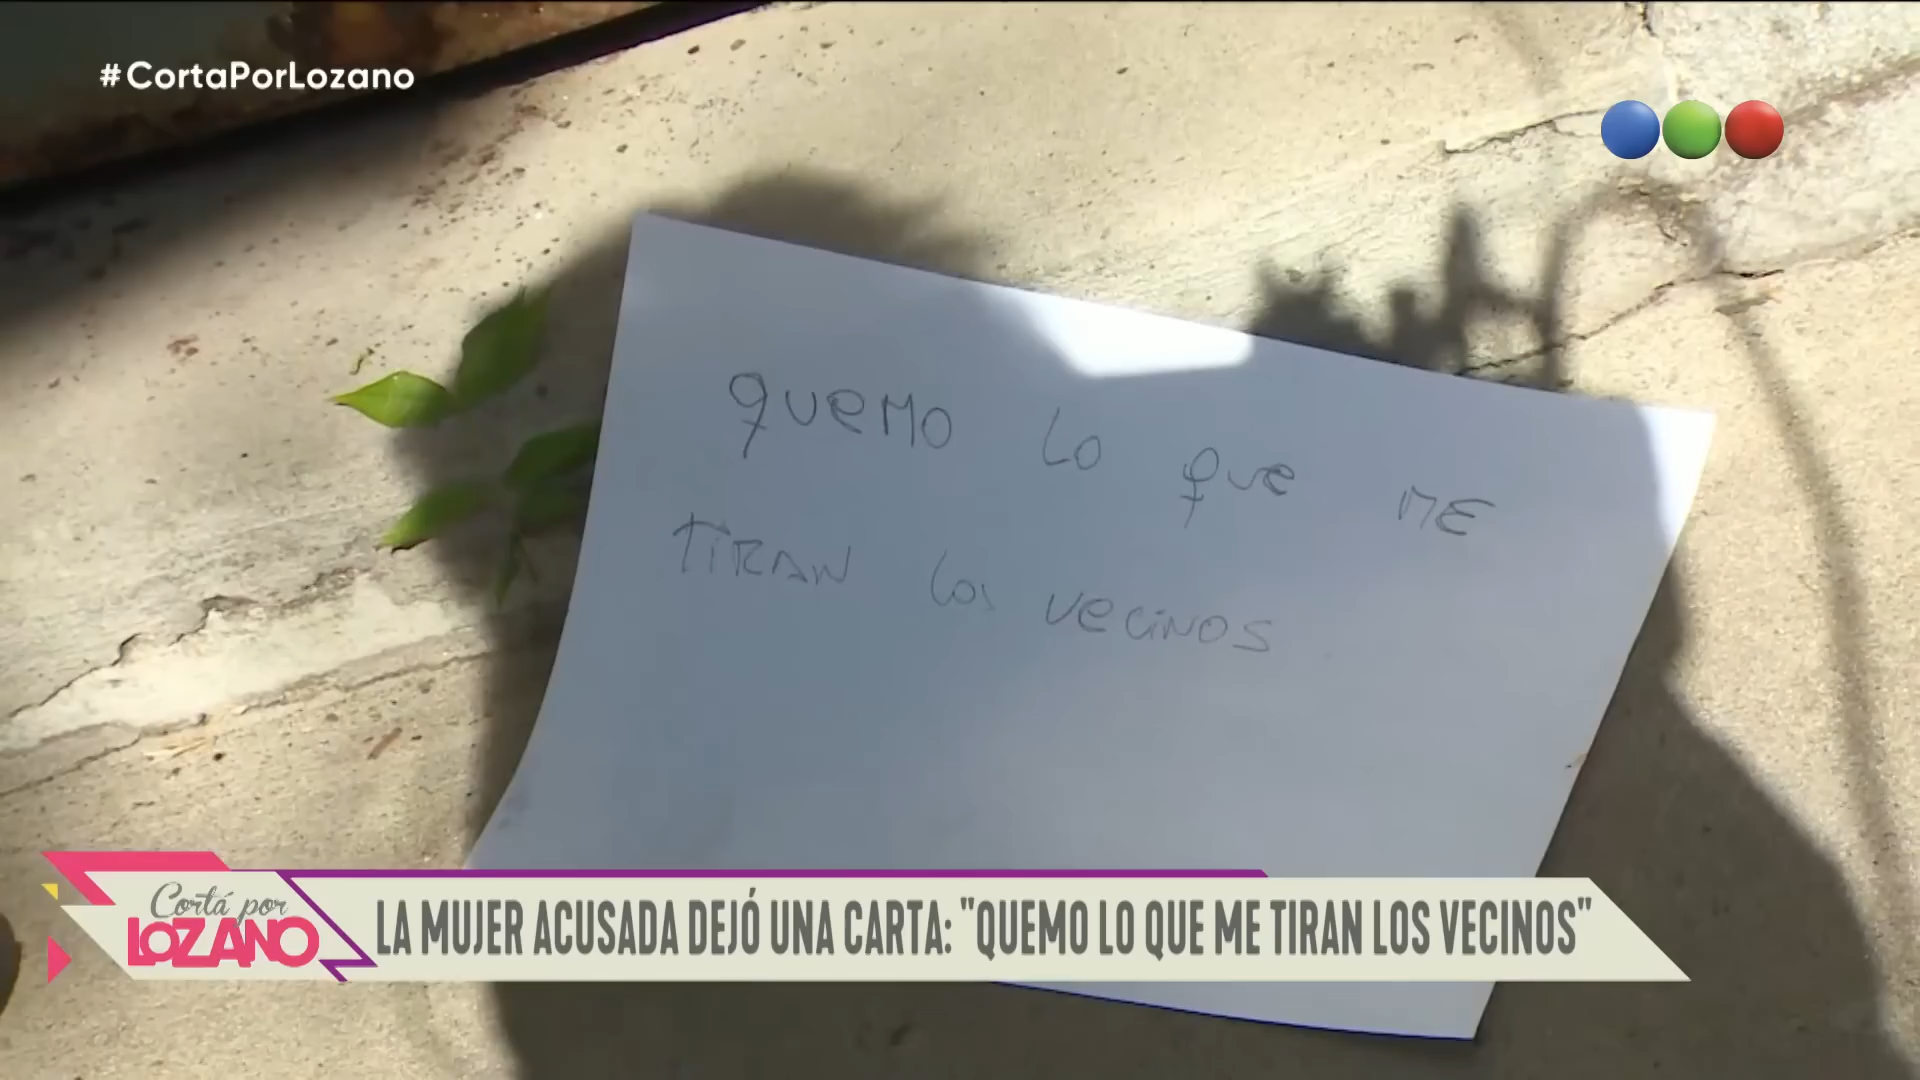 #CortaPorLozano
queMo Lo que ME
TiRAN Los vecinos
Cortá por
LOZANO
LA MUJER ACUSADA DEJÓ UNA CARTA: "QUEMO LO QUE ME TIRAN LOS VECINOS"